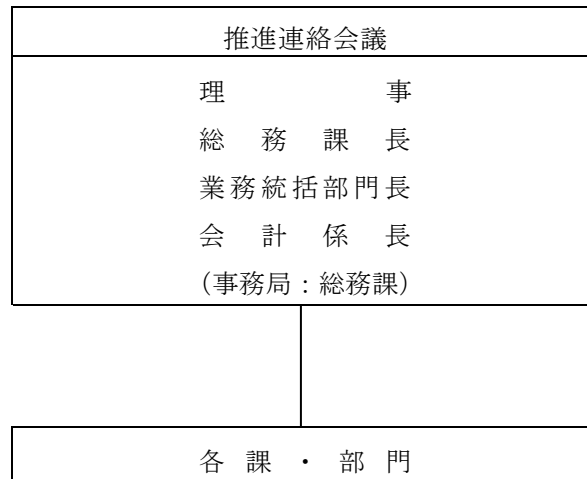 推進連絡会議
理事
総務課長
業務統括部門長
会計係長
（事務局：総務課）
各課・部門